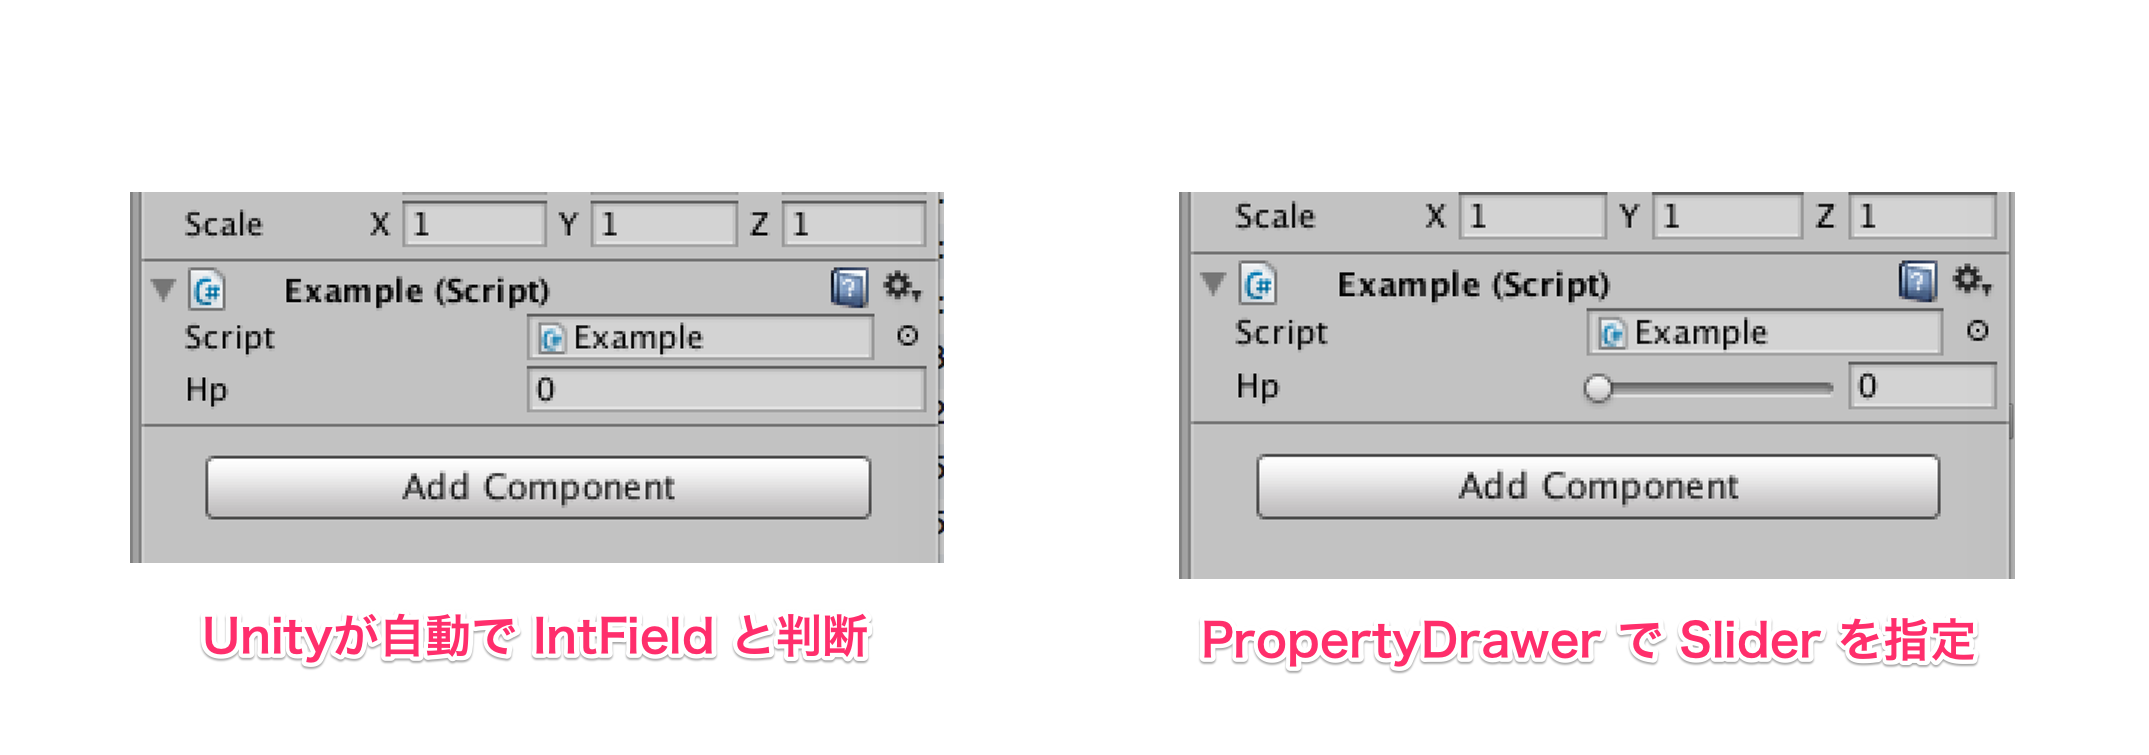 Scale X 1 Y 1 Z 1
Example (Script)
Script Example
Hp 0
Add Component
Unityが自動で IntField と判断
Scale X 1 Y 1 Z 1
Example (Script)
Script Example
Hp 0
Add Component
PropertyDrawer で Slider を指定